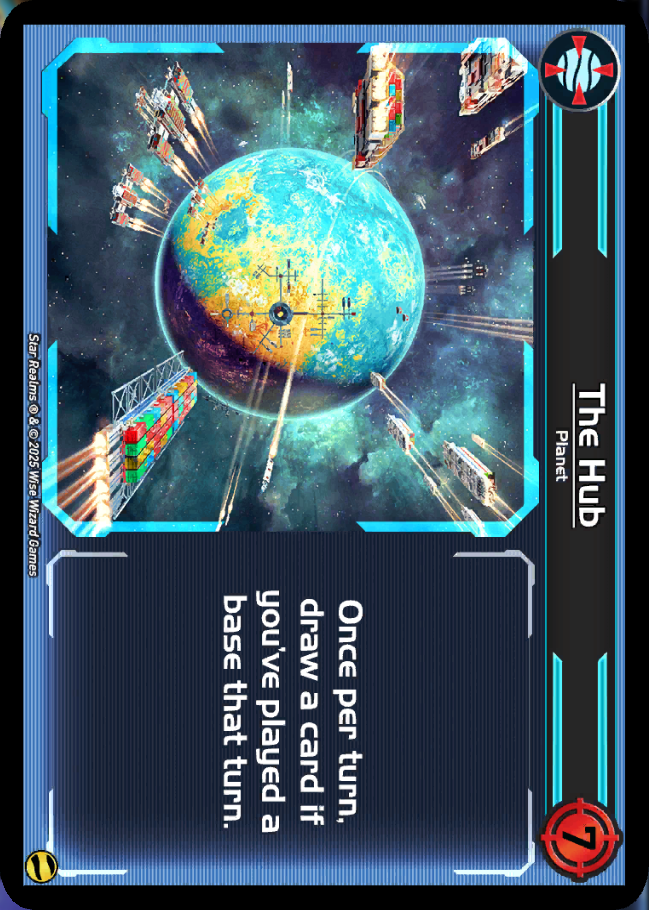 The Hub
Planet
7
Once per turn,
draw a card if
you've played a
base that turn.
Star Realms ® & © 2025 Wise Wizard Games